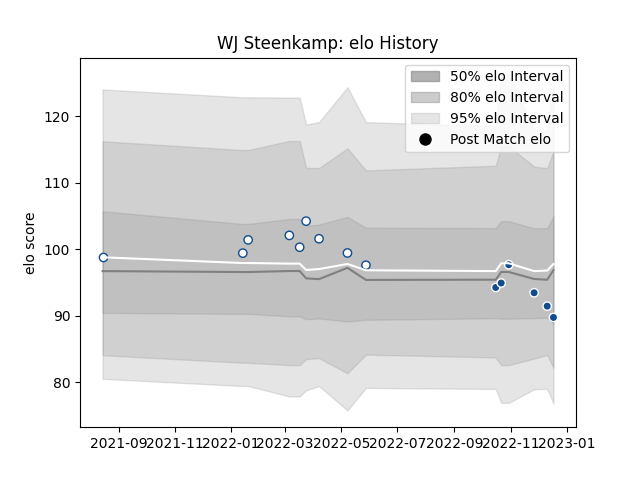 WJ Steenkamp: elo History
50% elo Interval
80% elo Interval
95% elo Interval
Post Match elo
elo score
120
110
100
90
80
2021-09 2021-11 2022-01 2022-03 2022-05 2022-07 2022-09 2022-11 2023-01